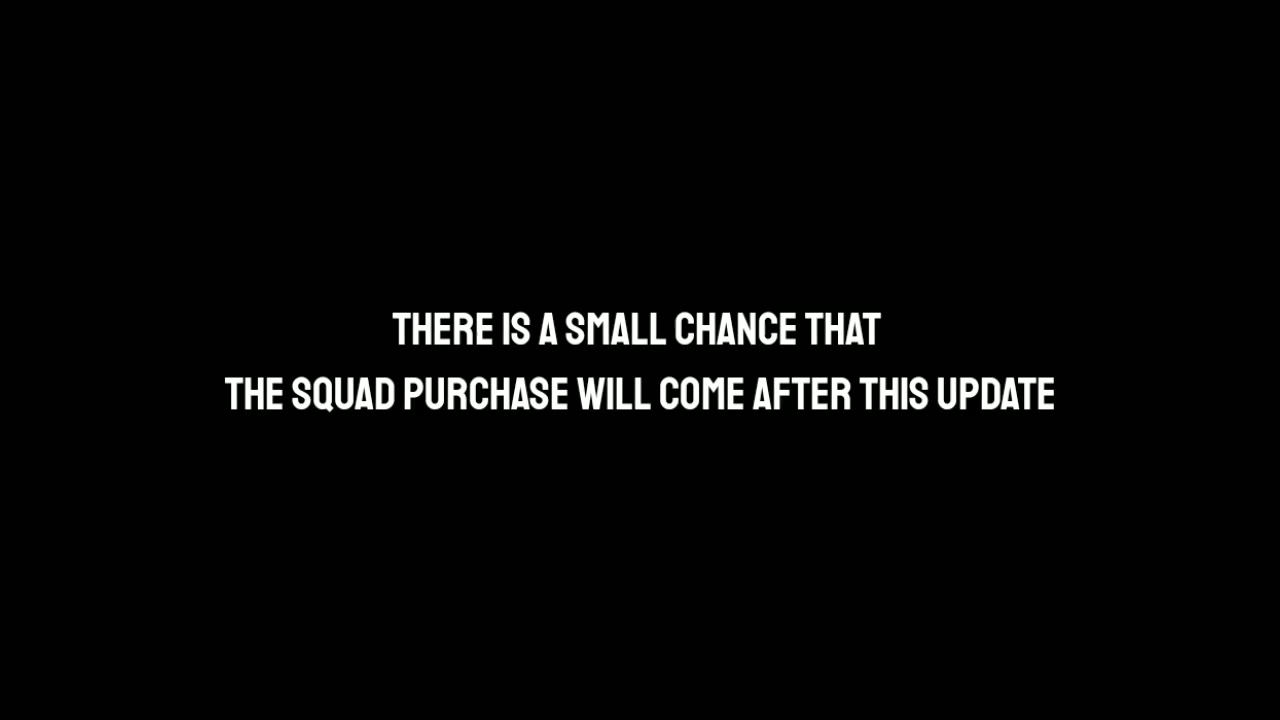 THERE IS A SMALL CHANCE THAT
THE SQUAD PURCHASE WILL COME AFTER THIS UPDATE